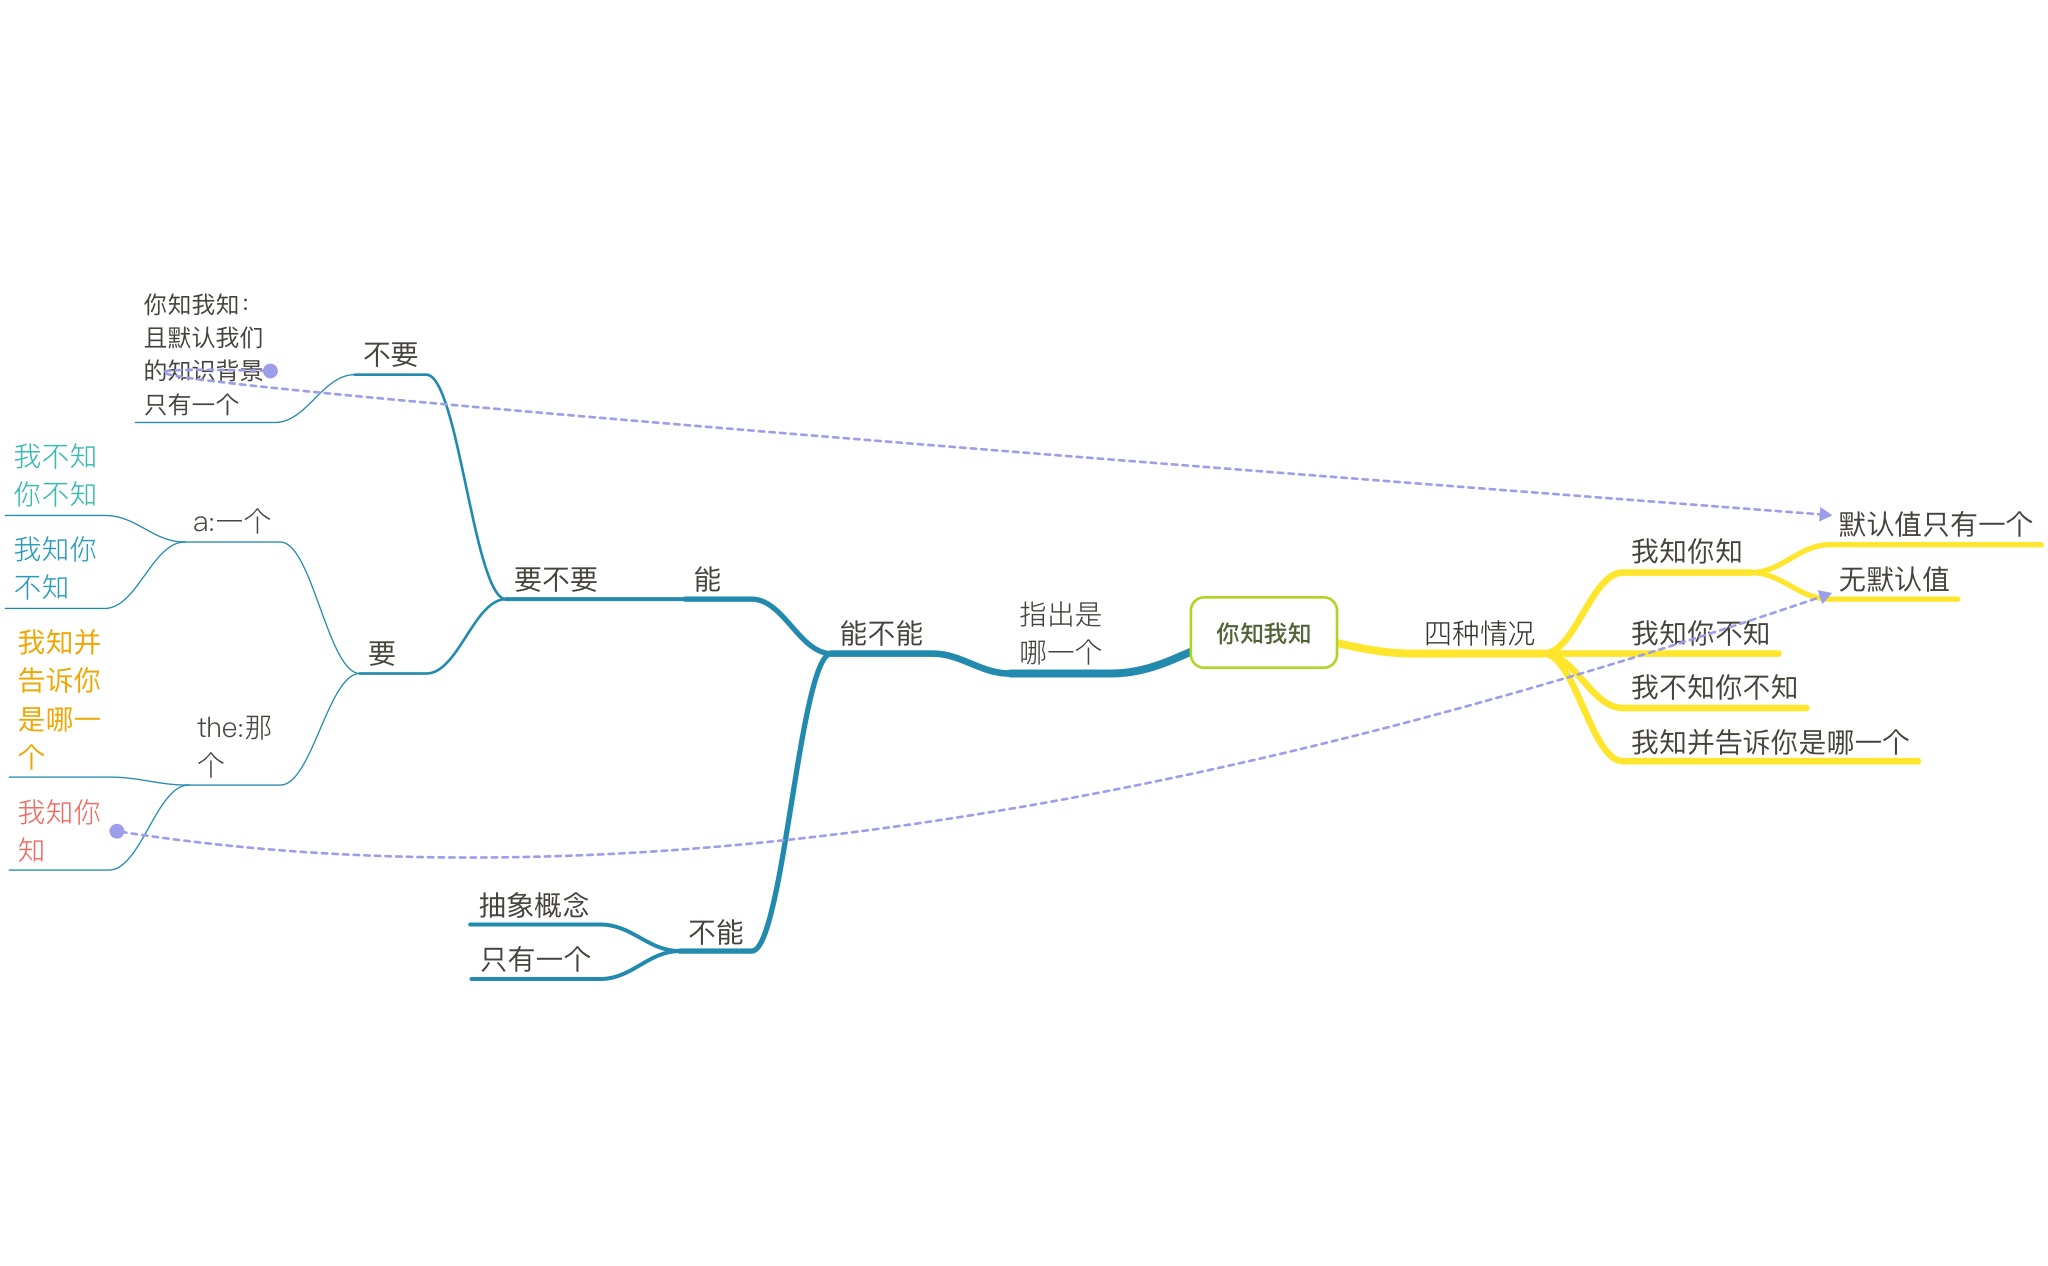 你知我知：
且默认我们
的知识背景
只有一个
不要
我不知
你不知
a:一个
我知你
不知
要不要
能
要
我知并
告诉你
是哪一
个
the:那
个
我知你
知
抽象概念
不能
只有一个
能不能
指出是
哪一个
你知我知
四种情况
我知你知
默认值只有一个
无默认值
我知你不知
我不知你不知
我知并告诉你是哪一个